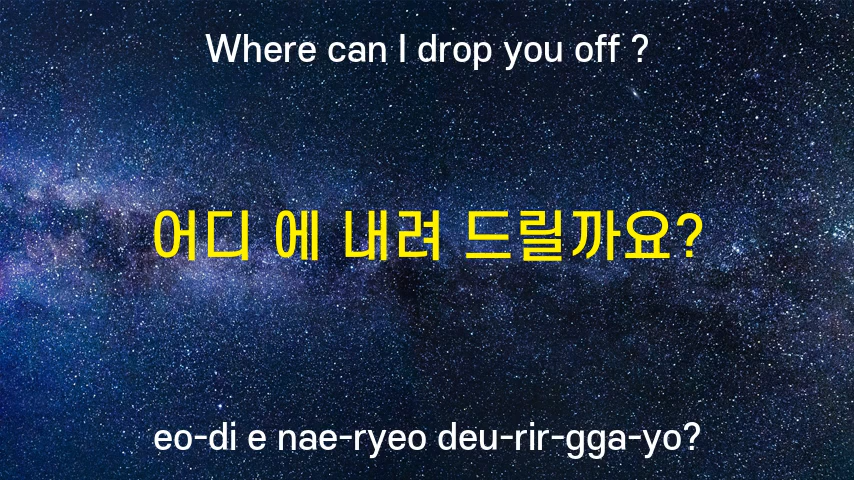 Where can I drop you off ?
어디 에 내려 드릴까요?
eo-di e nae-ryeo deu-rir-gga-yo?